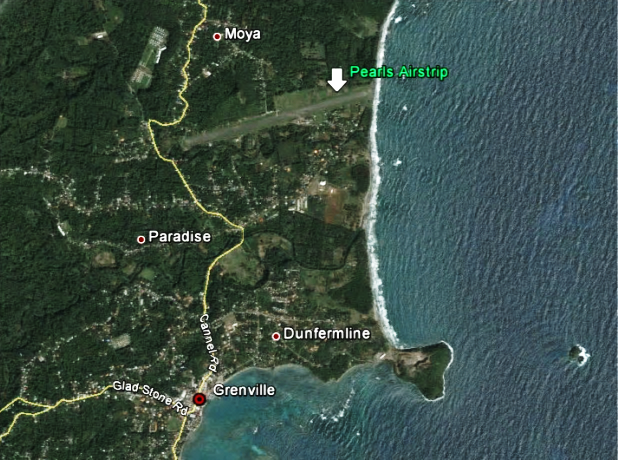 Moya
Pearls Airstrip
Paradise
Dunfermline
Cannel Rd
Grenville
Glad Stone Rd